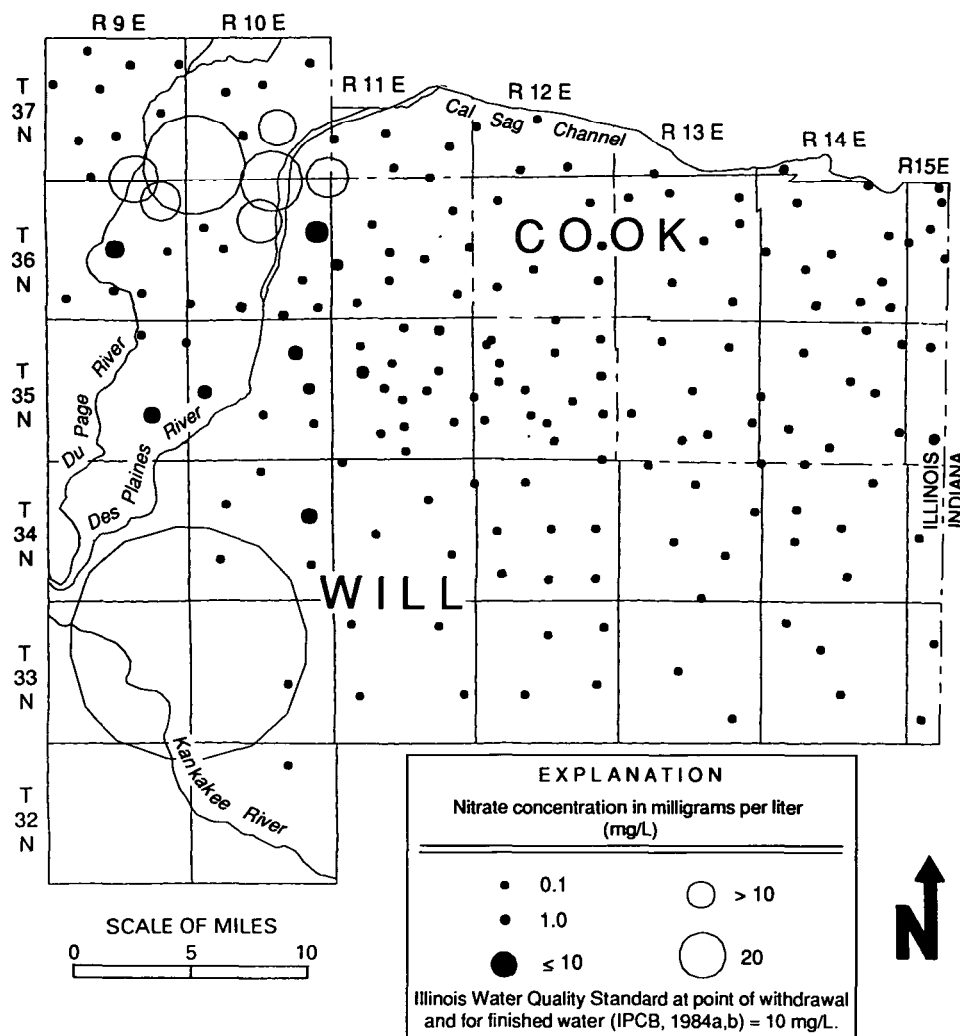 R 9 E
R 10 E
R 11 E
R 12 E
R 13 E
R 14 E
R15E
T
37
N
T
36
N
T
35
N
T
34
N
T
33
N
T
32
N
Cal Sag Channel
COOK
WILL
Du Page River
Des Plaines River
Kankakee River
ILLINOIS
INDIANA
EXPLANATION
Nitrate concentration in milligrams per liter
(mg/L)
0.1
1.0
≤ 10
> 10
20
Illinois Water Quality Standard at point of withdrawal
and for finished water (IPCB, 1984a,b) = 10 mg/L.
SCALE OF MILES
0 5 10
N